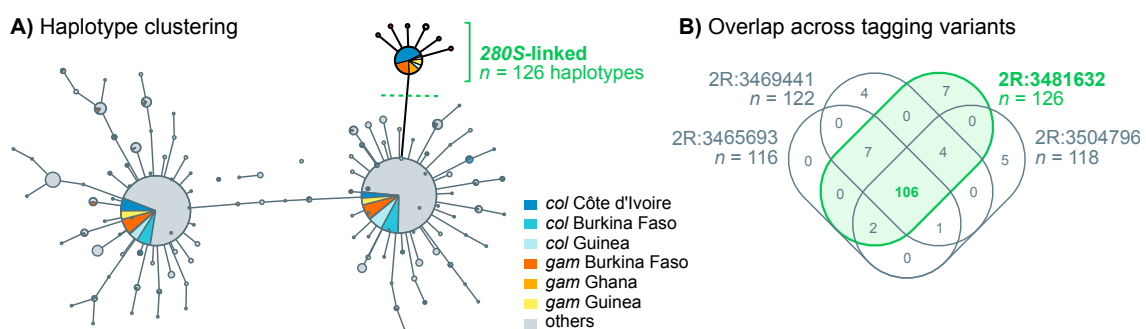 A) Haplotype clustering
280S-linked
n = 126 haplotypes
col Côte d'Ivoire
col Burkina Faso
col Guinea
gam Burkina Faso
gam Ghana
gam Guinea
others
B) Overlap across tagging variants
2R:3469441
n = 122
2R:3481632
n = 126
2R:3465693
n = 116
2R:3504796
n = 118
4
7
0
0
0
7
4
0
5
0
106
0
2
1
0